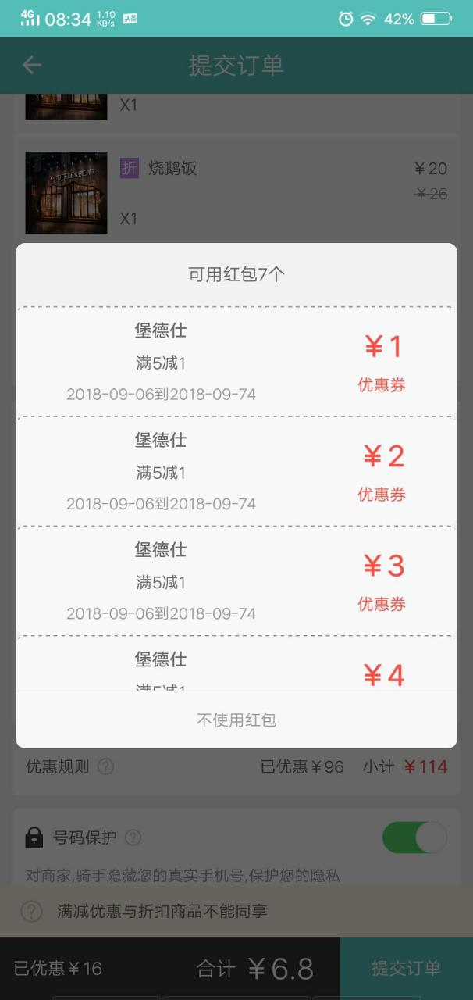 4G 08:34 1.10 KB/s 头条 42%
提交订单
X1
折 烧鹅饭 ¥20
¥26
X1
可用红包7个
堡德仕
满5减1
2018-09-06到2018-09-74
¥1
优惠券
堡德仕
满5减1
2018-09-06到2018-09-74
¥2
优惠券
堡德仕
满5减1
2018-09-06到2018-09-74
¥3
优惠券
堡德仕
满5减1
¥4
不使用红包
优惠规则 ? 已优惠¥96 小计 ¥114
号码保护 ?
对商家,骑手隐藏您的真实手机号,保护您的隐私
? 满减优惠与折扣商品不能同享
已优惠¥16 合计 ¥6.8 提交订单